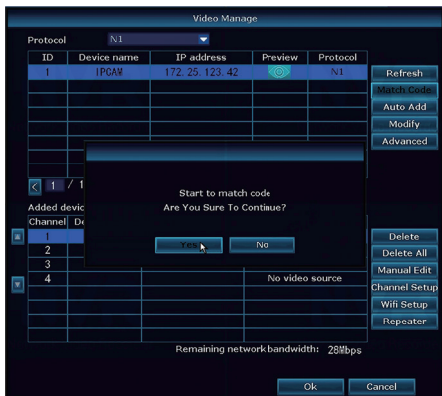 Video Manage
Protocol N1
ID Device name IP address Preview Protocol
1 IPCAM 172. 25. 123. 42 N1
Refresh
Match Code
Auto Add
Modify
Advanced
< 1 / 1
Start to match code
Are You Sure To Continue?
Yes No
Added devic
Channel De
1
2
3
4 No video source
Delete
Delete All
Manual Edit
Channel Setup
Wifi Setup
Repeater
Remaining network bandwidth: 28Mbps
Ok Cancel